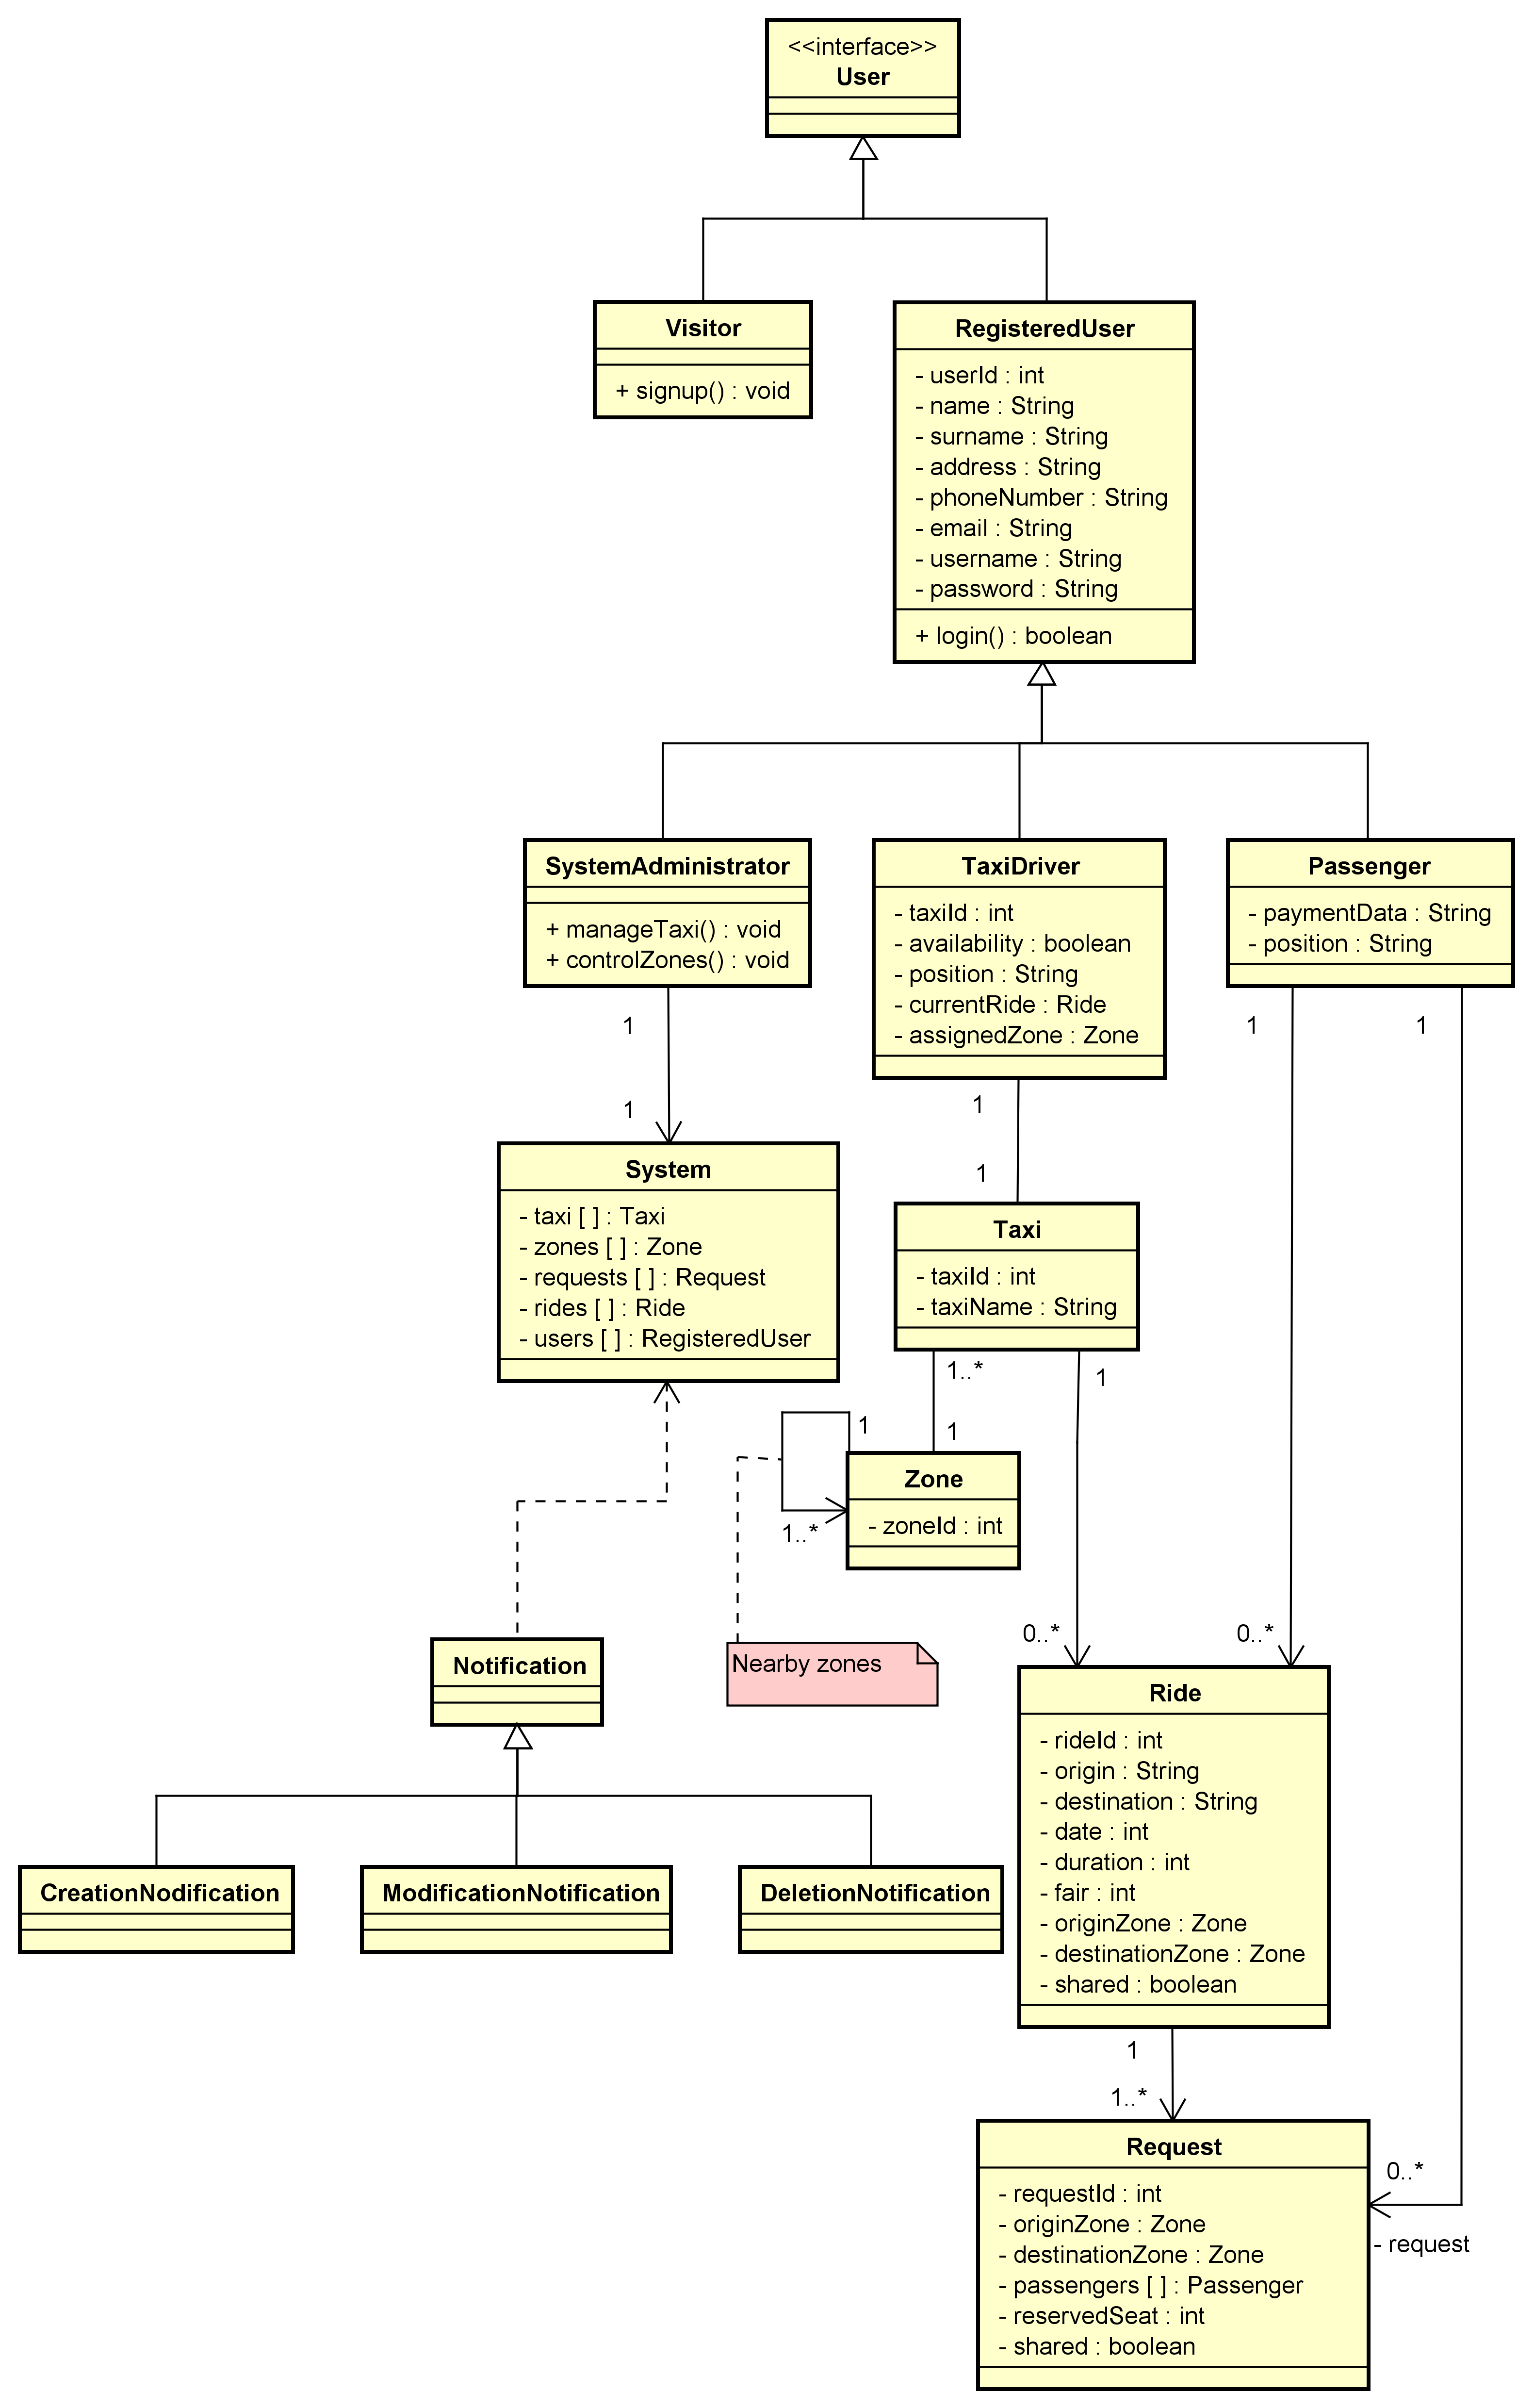 <<interface>>
User
Visitor
+ signup() : void
RegisteredUser
- userId : int
- name : String
- surname : String
- address : String
- phoneNumber : String
- email : String
- username : String
- password : String
+ login() : boolean
SystemAdministrator
+ manageTaxi() : void
+ controlZones() : void
TaxiDriver
- taxiId : int
- availability : boolean
- position : String
- currentRide : Ride
- assignedZone : Zone
Passenger
- paymentData : String
- position : String
1
1
1
1
1
1
System
- taxi [ ] : Taxi
- zones [ ] : Zone
- requests [ ] : Request
- rides [ ] : Ride
- users [ ] : RegisteredUser
Taxi
- taxiId : int
- taxiName : String
1..*
1
1
1
Zone
- zoneId : int
1..*
Nearby zones
0..*
0..*
Notification
CreationNodification
ModificationNotification
DeletionNotification
Ride
- rideId : int
- origin : String
- destination : String
- date : int
- duration : int
- fair : int
- originZone : Zone
- destinationZone : Zone
- shared : boolean
1
1..*
Request
- requestId : int
- originZone : Zone
- destinationZone : Zone
- passengers [ ] : Passenger
- reservedSeat : int
- shared : boolean
0..*
- request